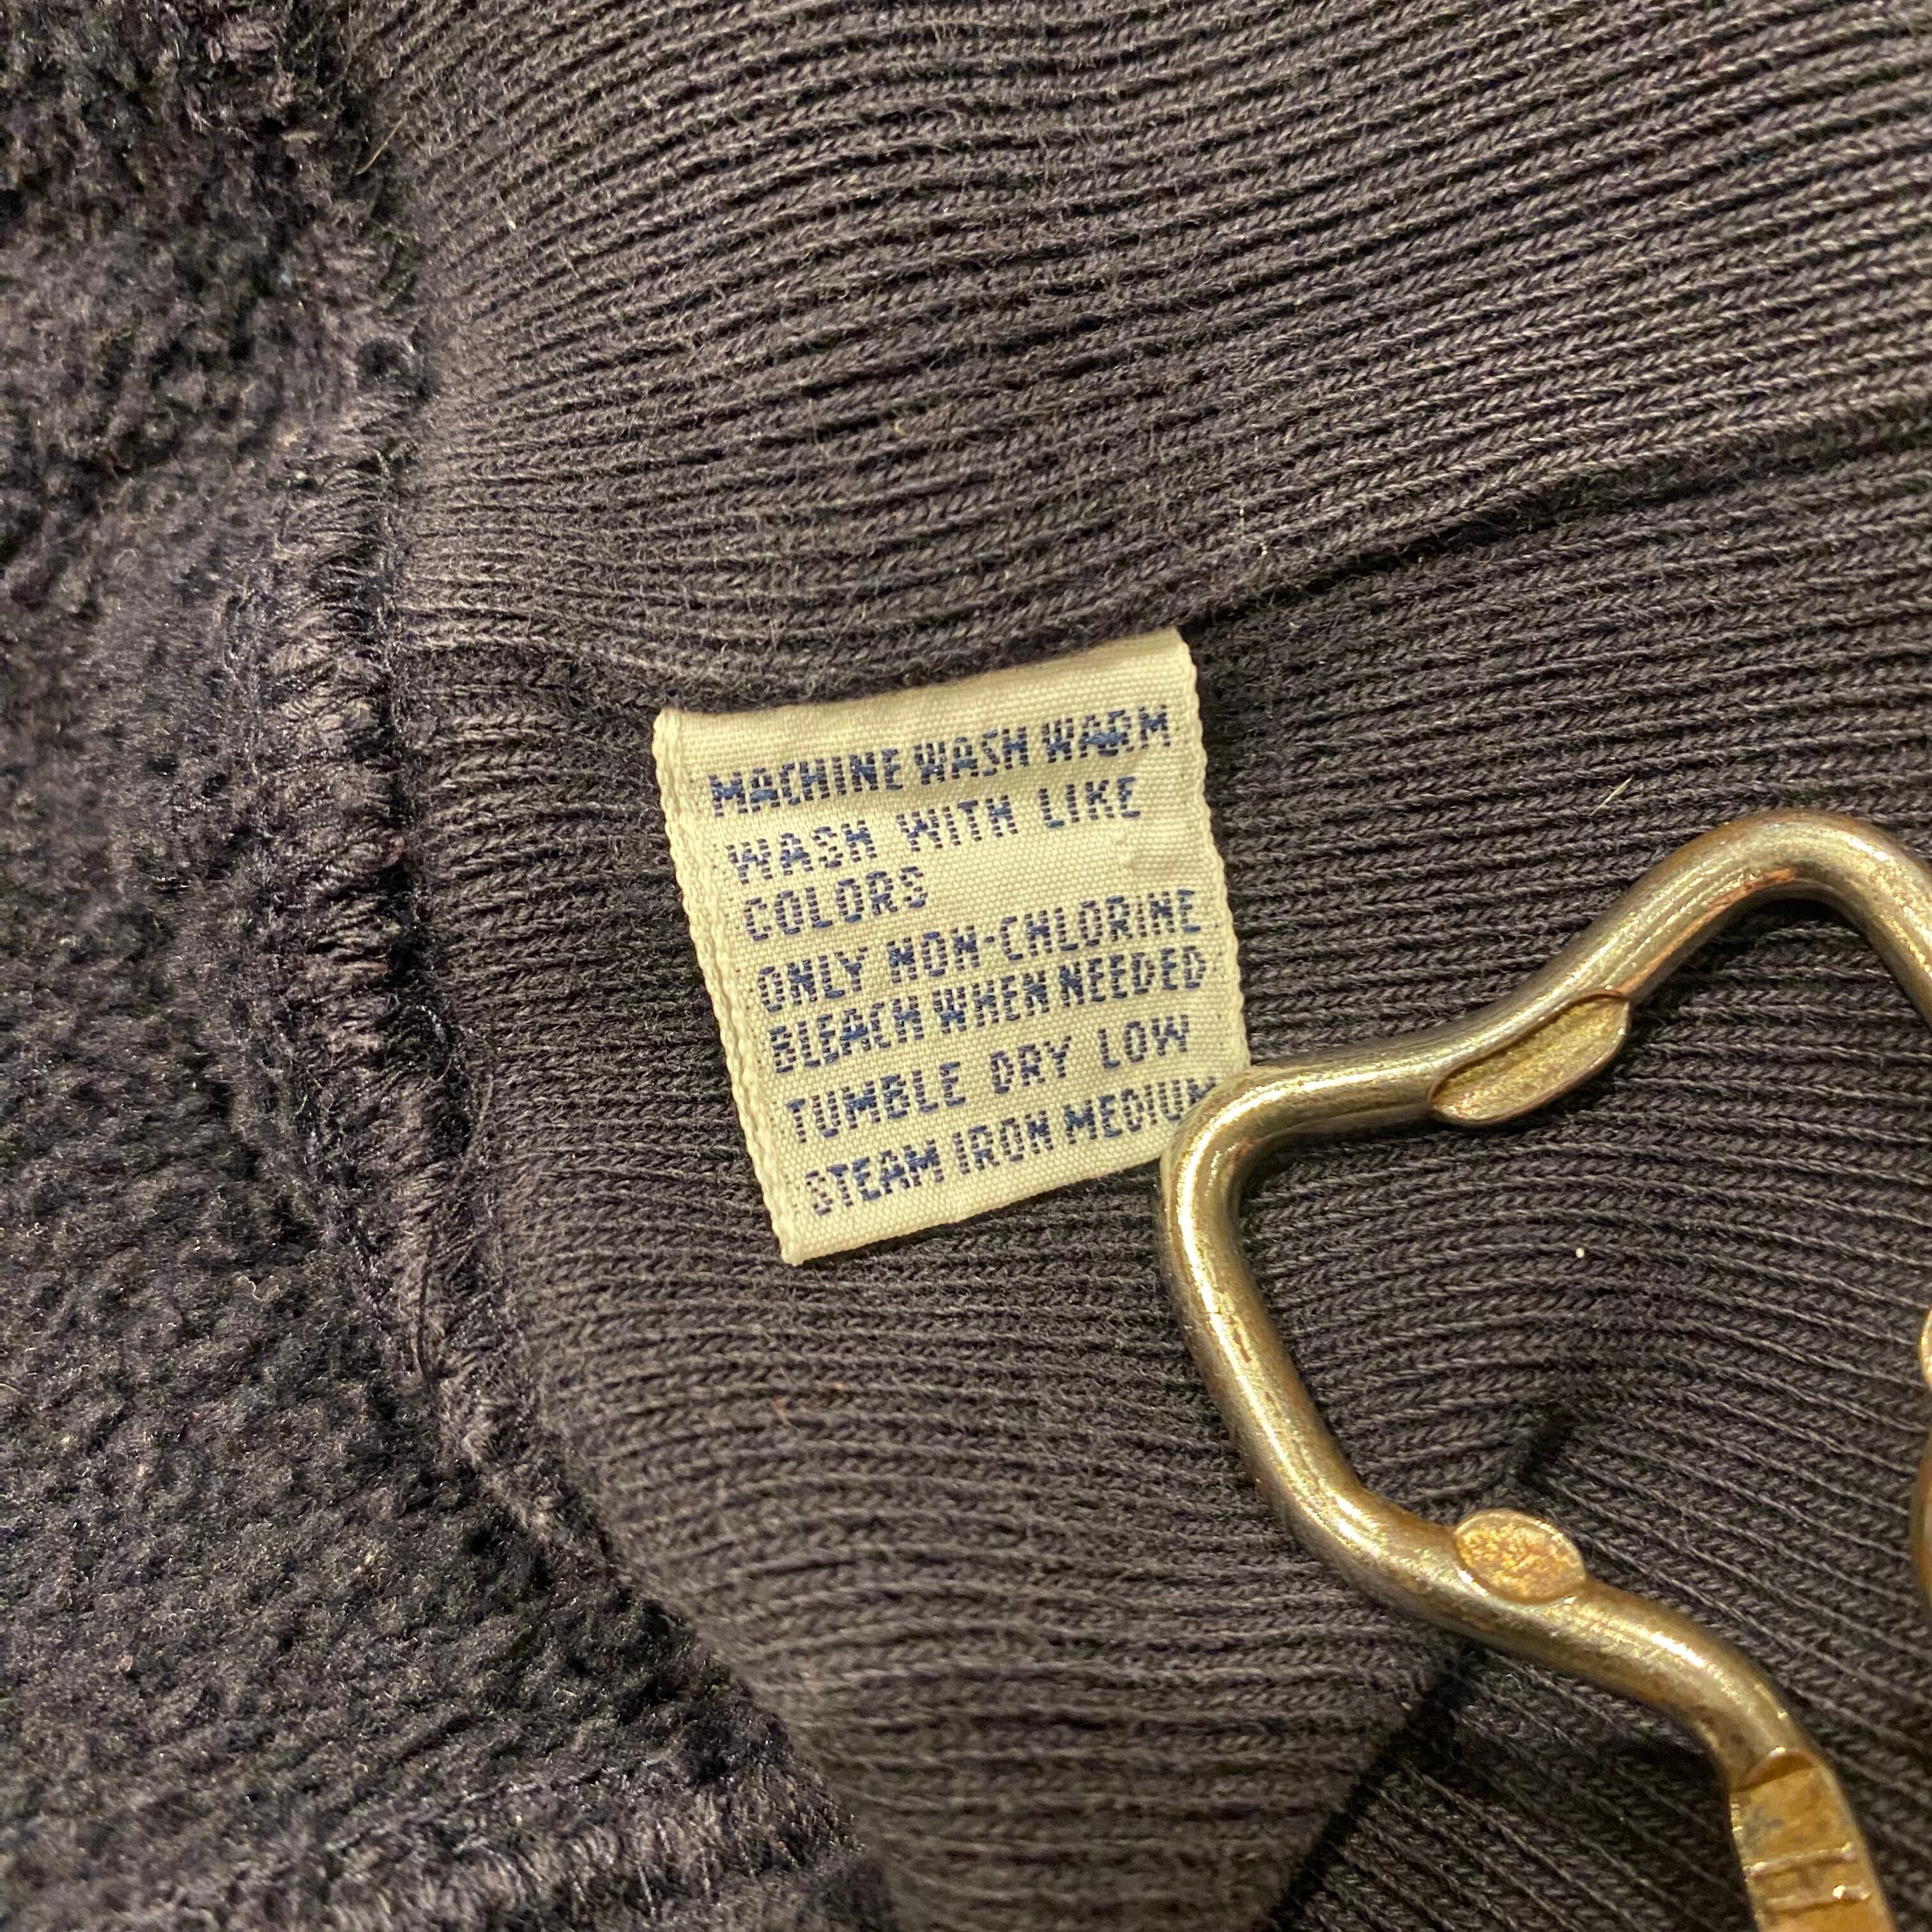 MACHINE WASH WARM
WASH WITH LIKE
COLORS
ONLY NON-CHLORINE
BLEACH WHEN NEEDED
TUMBLE DRY LOW
STEAM IRON MEDIUM